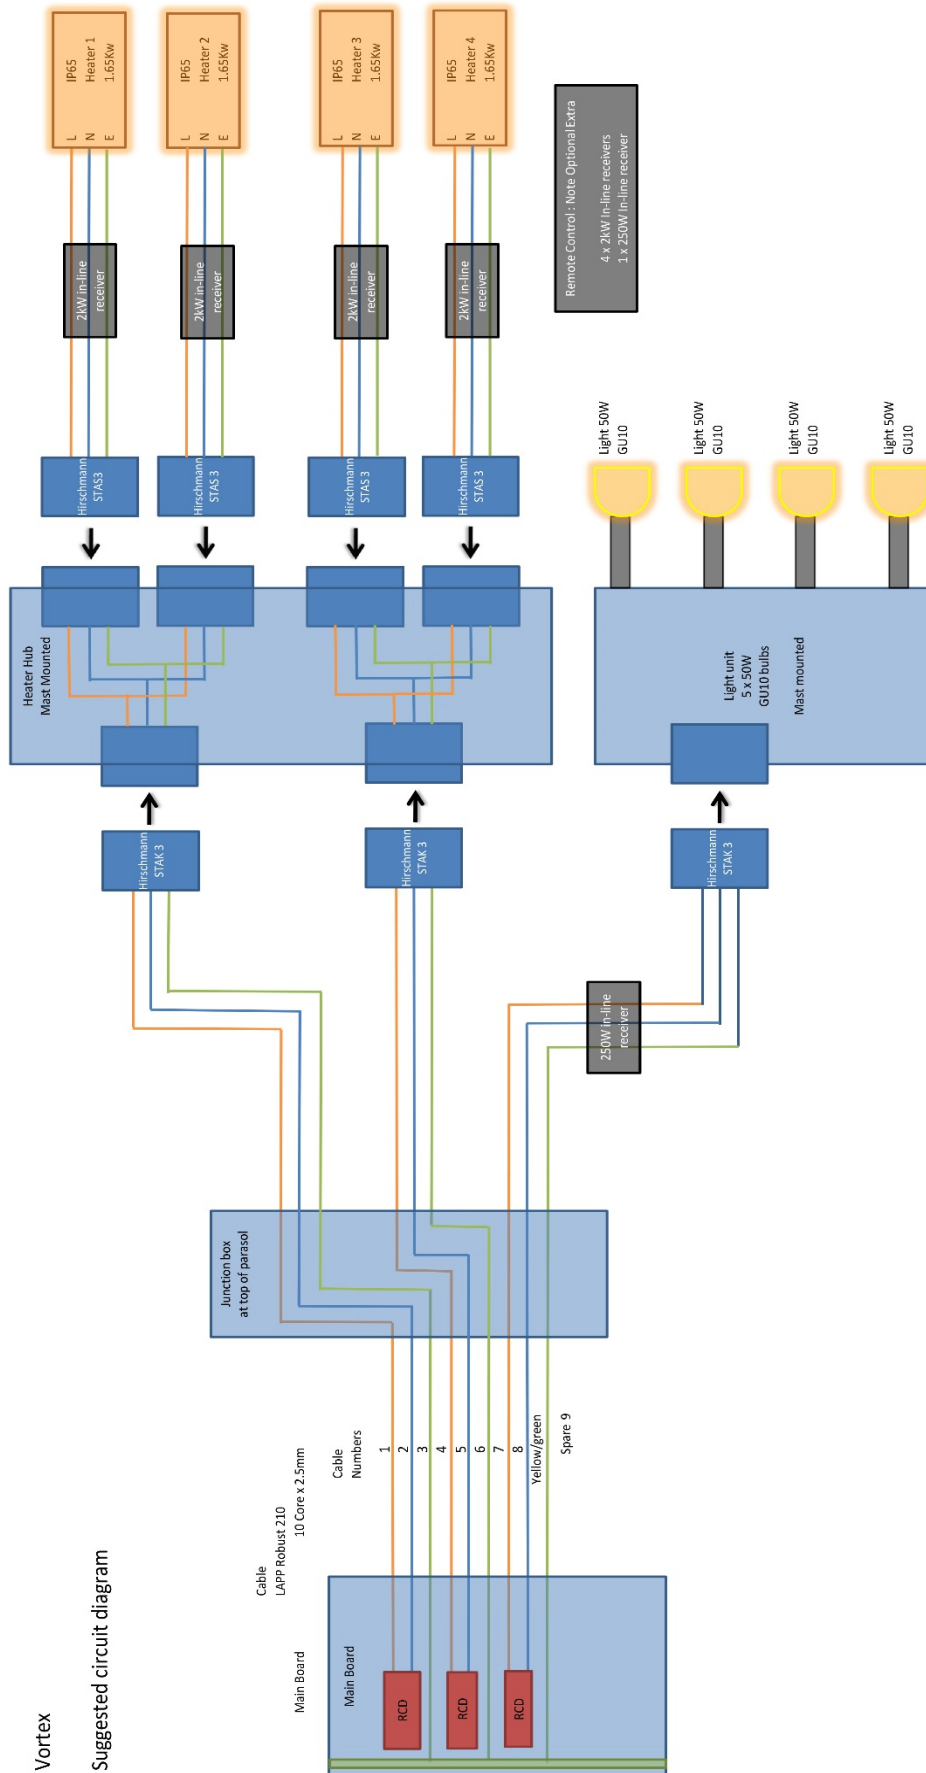 Vortex
Suggested circuit diagram
Main Board
Main Board
RCD
RCD
RCD
Cable
LAPP Robust 210
10 Core x 2.5mm
Cable
Numbers
1
2
3
4
5
6
7
8
Yellow/green
Spare 9
Junction box
at top of parasol
Hirschmann
STAK 3
Hirschmann
STAK 3
250W in-line
receiver
Hirschmann
STAK 3
Heater Hub
Mast Mounted
Light unit
5 x 50W
GU10 bulbs
Mast mounted
Hirschmann
STAS3
Hirschmann
STAS 3
Hirschmann
STAS 3
Hirschmann
STAS 3
2kW in-line
receiver
2kW in-line
receiver
2kW in-line
receiver
2kW in-line
receiver
L
N
E
IP65
Heater 1
1.65Kw
L
N
E
IP65
Heater 2
1.65Kw
L
N
E
IP65
Heater 3
1.65Kw
L
N
E
IP65
Heater 4
1.65Kw
Light 50W
GU10
Light 50W
GU10
Light 50W
GU10
Light 50W
GU10
Remote Control : Note Optional Extra
4 x 2kW In-line receivers
1 x 250W In-line receiver